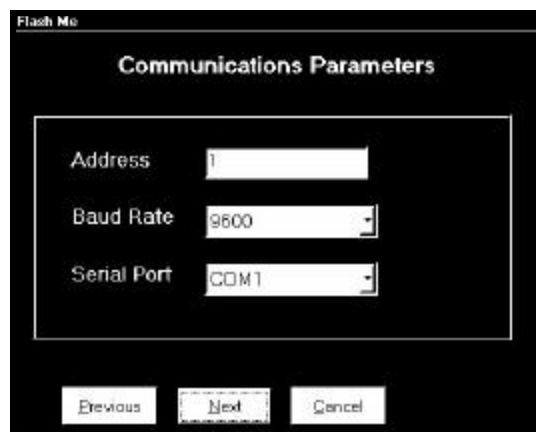 Flash Me
Communications Parameters
Address 1
Baud Rate 9600
Serial Port COM1
Previous Next Cancel